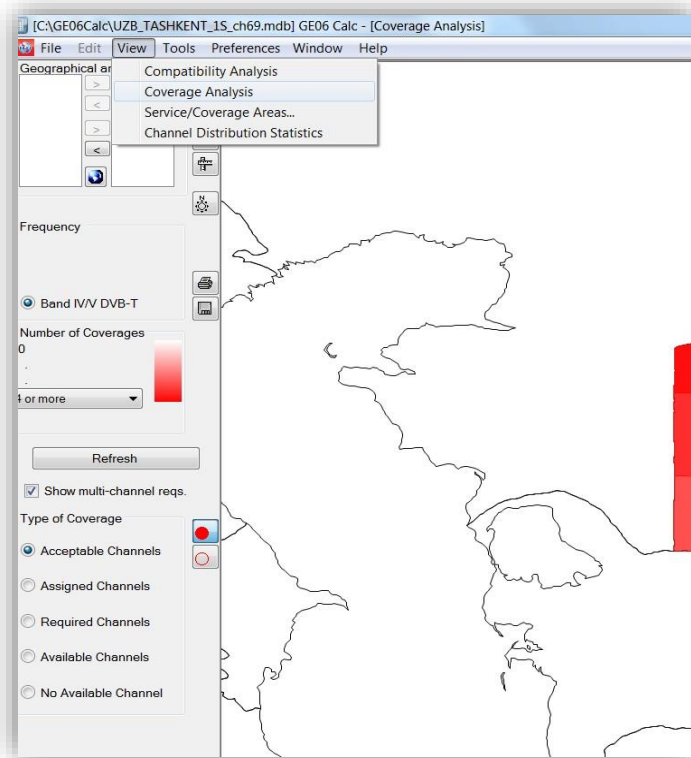 [C:\GE06Calc\UZB_TASHKENT_1S_ch69.mdb] GE06 Calc - [Coverage Analysis]
File Edit View Tools Preferences Window Help
Geographical ar
Compatibility Analysis
Coverage Analysis
Service/Coverage Areas...
Channel Distribution Statistics
>
<
>
<
N
Frequency
Band IV/V DVB-T
Number of Coverages
0
.
.
4 or more
Refresh
Show multi-channel reqs.
Type of Coverage
Acceptable Channels
Assigned Channels
Required Channels
Available Channels
No Available Channel